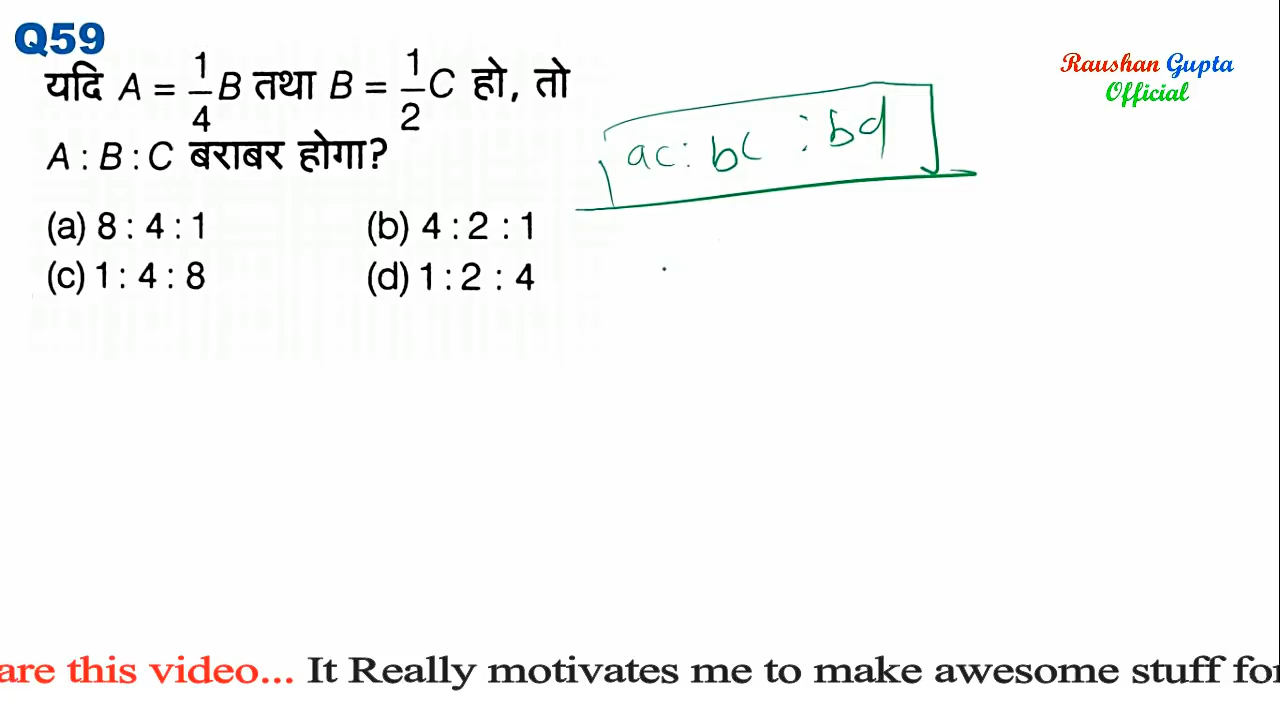 Q59
यदि A = 1/4 B तथा B = 1/2 C हो, तो
A : B : C बराबर होगा?
(a) 8 : 4 : 1 (b) 4 : 2 : 1
(c) 1 : 4 : 8 (d) 1 : 2 : 4
ac : bc : bd
Raushan Gupta
Official
are this video... It Really motivates me to make awesome stuff for